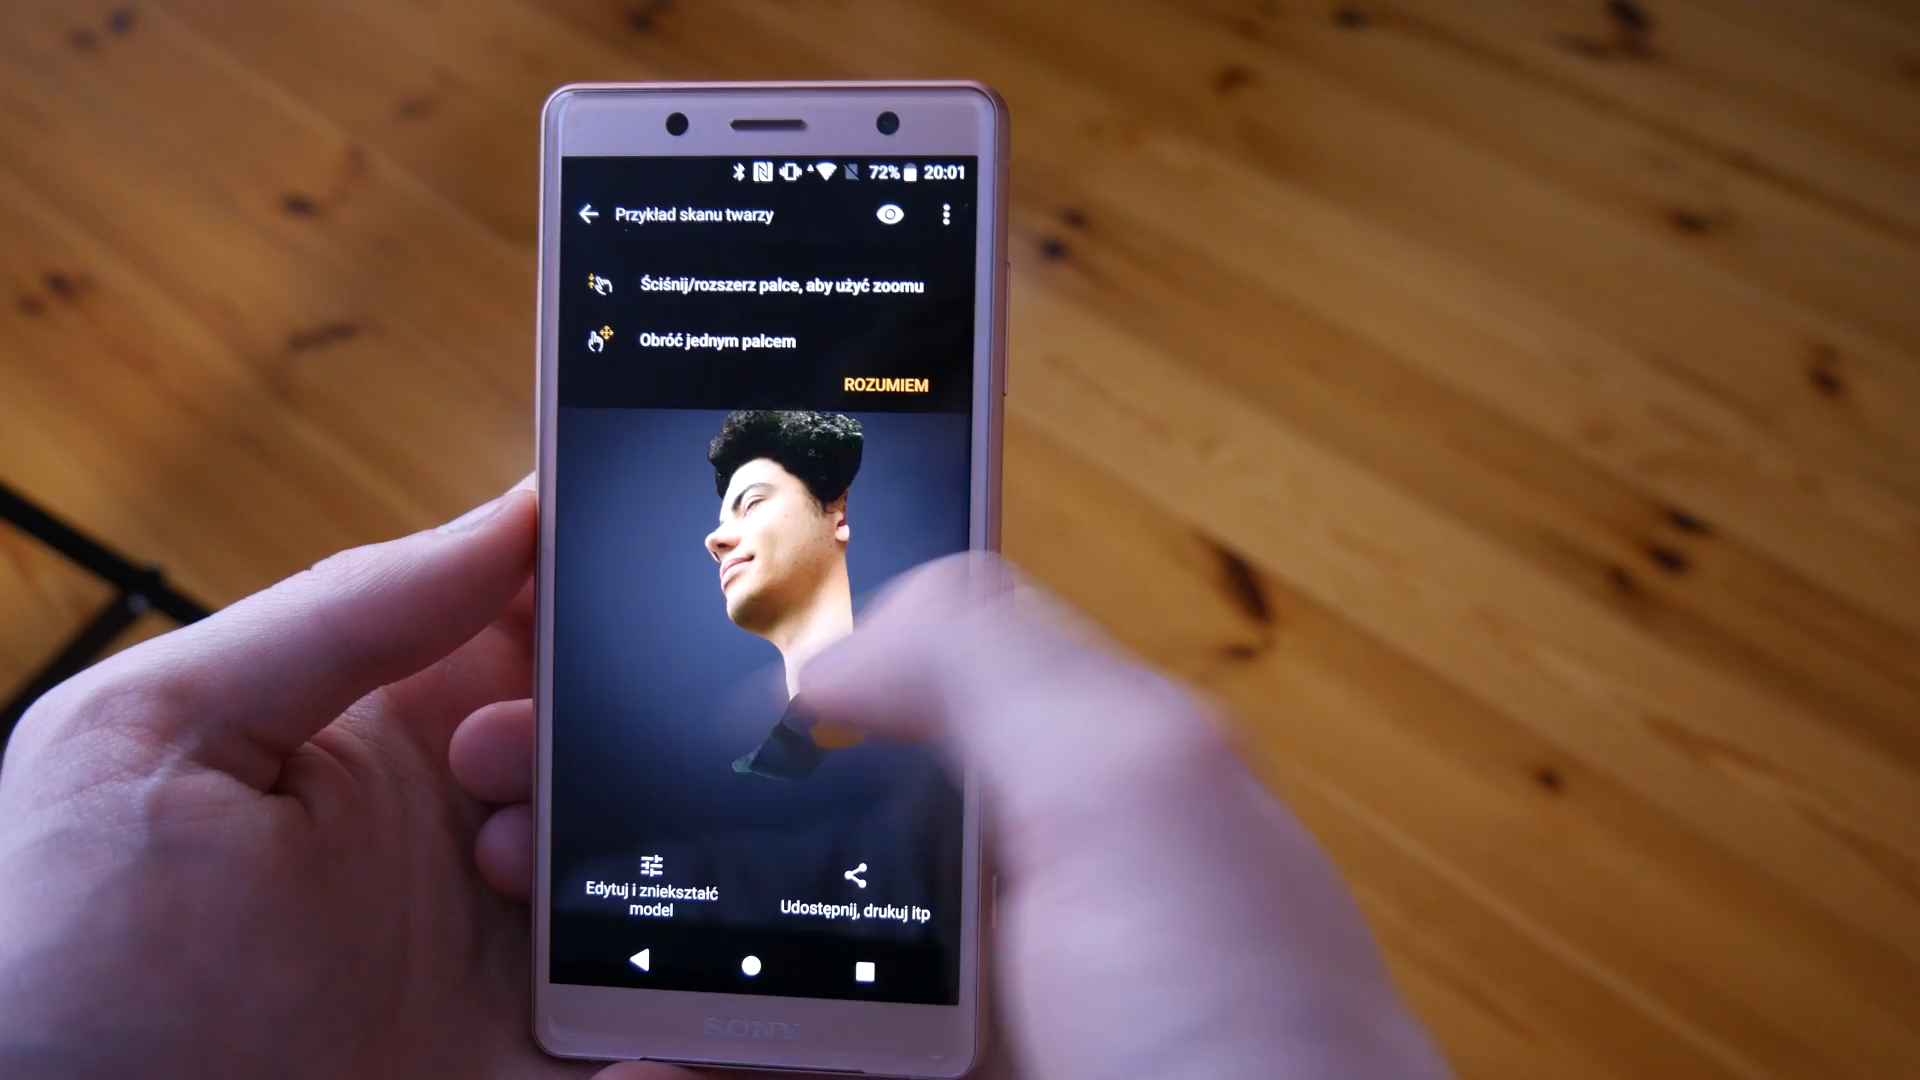 72% 20:01
Przykład skanu twarzy
Ściśnij/rozszerz palce, aby użyć zoomu
Obróć jednym palcem
ROZUMIEM
Edytuj i zniekształć
model
Udostępnij, drukuj itp
SONY